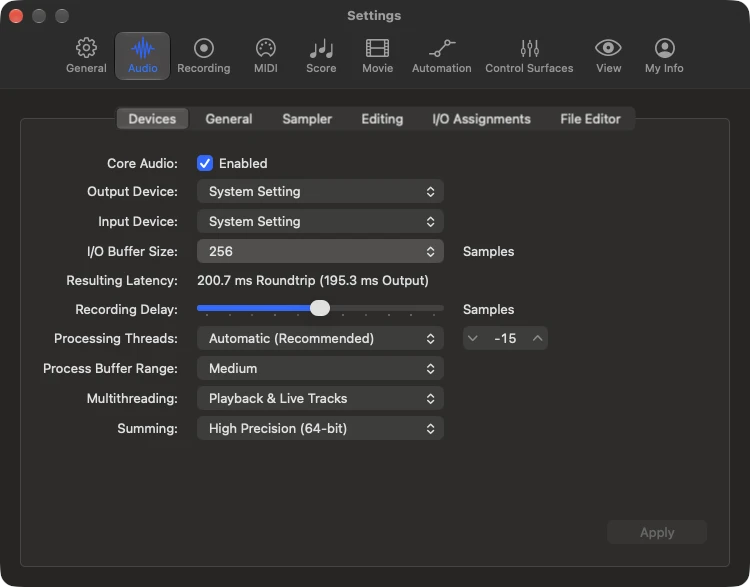 Settings
General Audio Recording MIDI Score Movie Automation Control Surfaces View My Info
Devices General Sampler Editing I/O Assignments File Editor
Core Audio: Enabled
Output Device: System Setting
Input Device: System Setting
I/O Buffer Size: 256 Samples
Resulting Latency: 200.7 ms Roundtrip (195.3 ms Output)
Recording Delay: Samples
Processing Threads: Automatic (Recommended) -15
Process Buffer Range: Medium
Multithreading: Playback & Live Tracks
Summing: High Precision (64-bit)
Apply